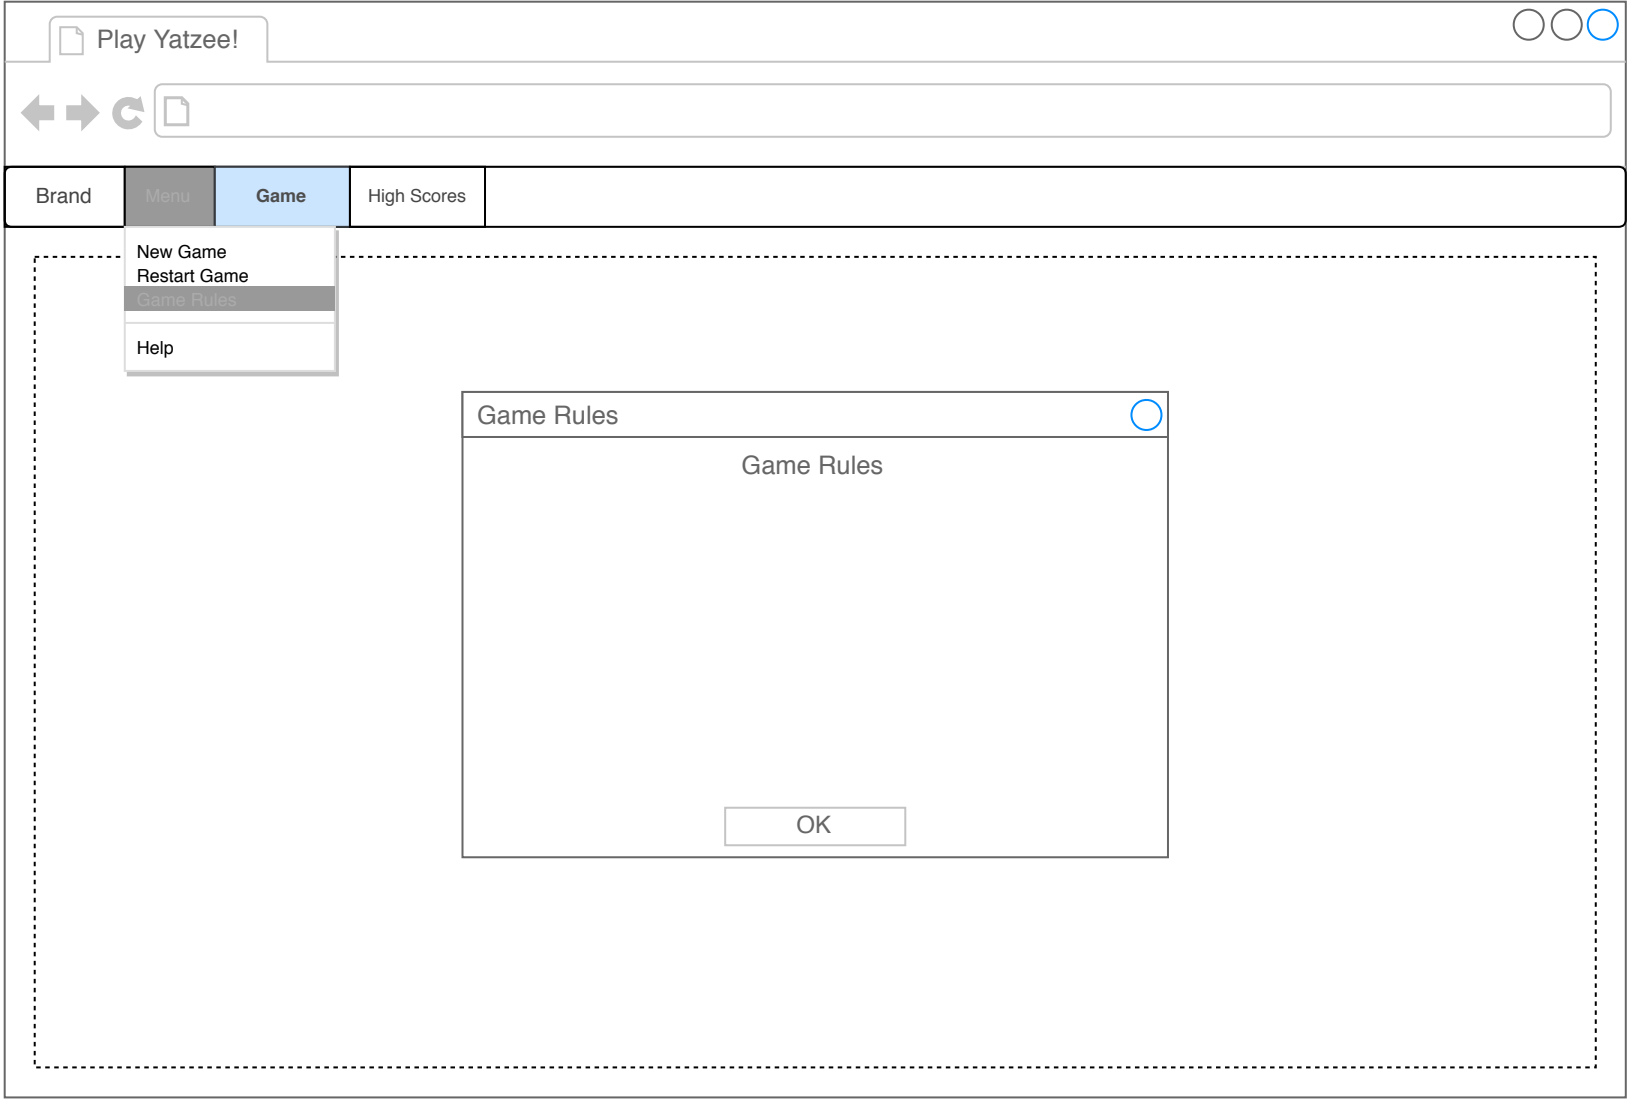 Play Yatzee!
Brand
Menu
Game
High Scores
New Game
Restart Game
Game Rules
Help
Game Rules
Game Rules
OK